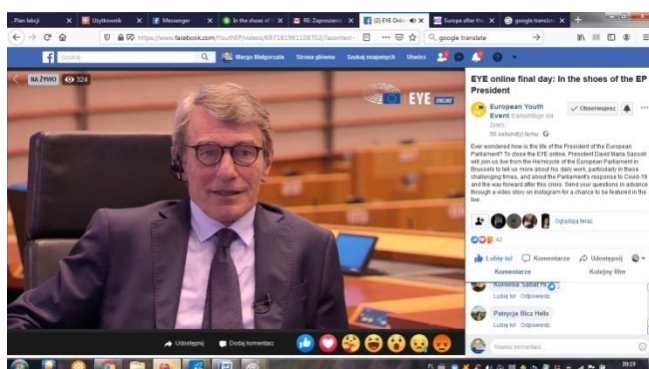 Plan lekcji
Użytkownik
Messenger
In the shoes of
RE: Zaproszenie
(2) EYE Onlin
Europe after the
google translate
https://www.facebook.com/YouthEP/videos/697181961108702/
google translate
Szukaj
Margo Małgorzata
Strona główna
Szukaj znajomych
Utwórz
NA ŻYWO
324
EYE ONLINE
EYE online final day: In the shoes of the EP
President
European Youth
Event transmituje na
żywo.
Obserwujesz
Ever wondered how is the life of the President of the European
Parliament? To close the EYE online, President David Maria Sassoli
will join us live from the Hemicycle of the European Parliament in
Brussels to tell us more about his daily work, particularly in these
challenging times, and about the Parliament's response to Covid-19
and the way forward after this crisis. Send your questions in advance
through a video story on Instagram for a chance to be featured in the
live.
Oglądają teraz
42
Lubię to!
Komentarze
Udostępnij
Komentarze
Kolejny film
Lubię to! · Odpowiedz
Patrycja Bicz Hello
Lubię to! · Odpowiedz
Napisz komentarz...
Udostępnij
Dodaj komentarz